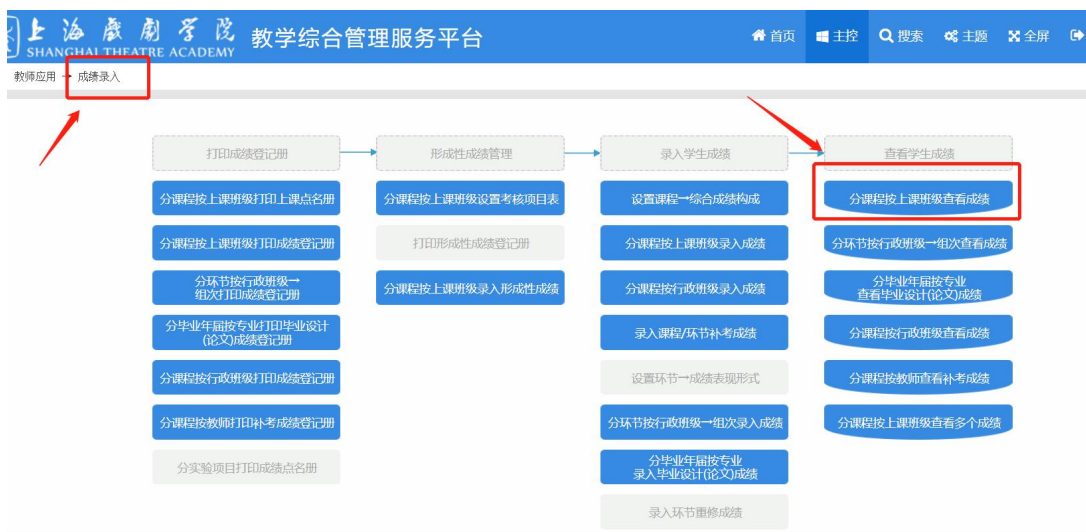 上海戏剧学院 教学综合管理服务平台 首页 主控 搜索 主题 全屏
SHANGHAI THEATRE ACADEMY
教师应用 → 成绩录入
打印成绩登记册 形成性成绩管理 录入学生成绩 查看学生成绩
分课程按上课班级打印上课点名册 分课程按上课班级设置考核项目表 设置课程→综合成绩构成 分课程按上课班级查看成绩
分课程按上课班级打印成绩登记册 打印形成性成绩登记册 分课程按上课班级录入成绩 分环节按行政班级→组次查看成绩
分环节按行政班级→
组次打印成绩登记册
分课程按上课班级录入形成性成绩 分课程按行政班级录入成绩
分毕业年届按专业
查看毕业设计(论文)成绩
分毕业年届按专业打印毕业设计
(论文)成绩登记册
录入课程/环节补考成绩 分课程按行政班级查看成绩
分课程按行政班级打印成绩登记册 设置环节→成绩表现形式 分课程按教师查看补考成绩
分课程按教师打印补考成绩登记册 分环节按行政班级→组次录入成绩 分课程按上课班级查看多个成绩
分实验项目打印成绩点名册
分毕业年届按专业
录入毕业设计(论文)成绩
录入环节重修成绩